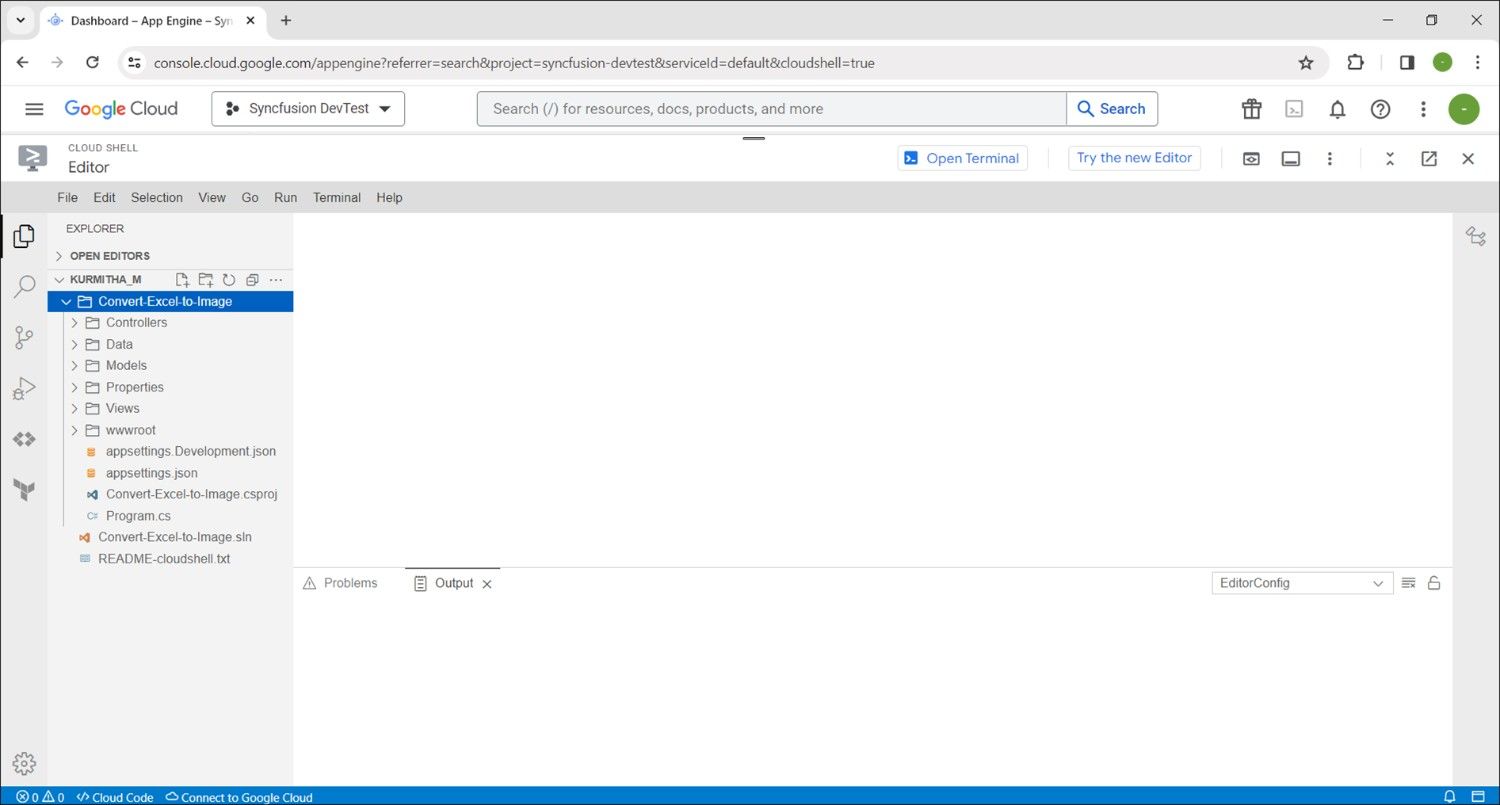 Dashboard – App Engine – Syn
console.cloud.google.com/appengine?referrer=search&project=syncfusion-devtest&serviceId=default&cloudshell=true
Google Cloud
Syncfusion DevTest
Search (/) for resources, docs, products, and more
Search
-
CLOUD SHELL
Editor
Open Terminal
Try the new Editor
File Edit Selection View Go Run Terminal Help
EXPLORER
OPEN EDITORS
KURMITHA_M
Convert-Excel-to-Image
Controllers
Data
Models
Properties
Views
wwwroot
appsettings.Development.json
appsettings.json
Convert-Excel-to-Image.csproj
C# Program.cs
Convert-Excel-to-Image.sln
README-cloudshell.txt
Problems Output EditorConfig
0 0 Cloud Code Connect to Google Cloud